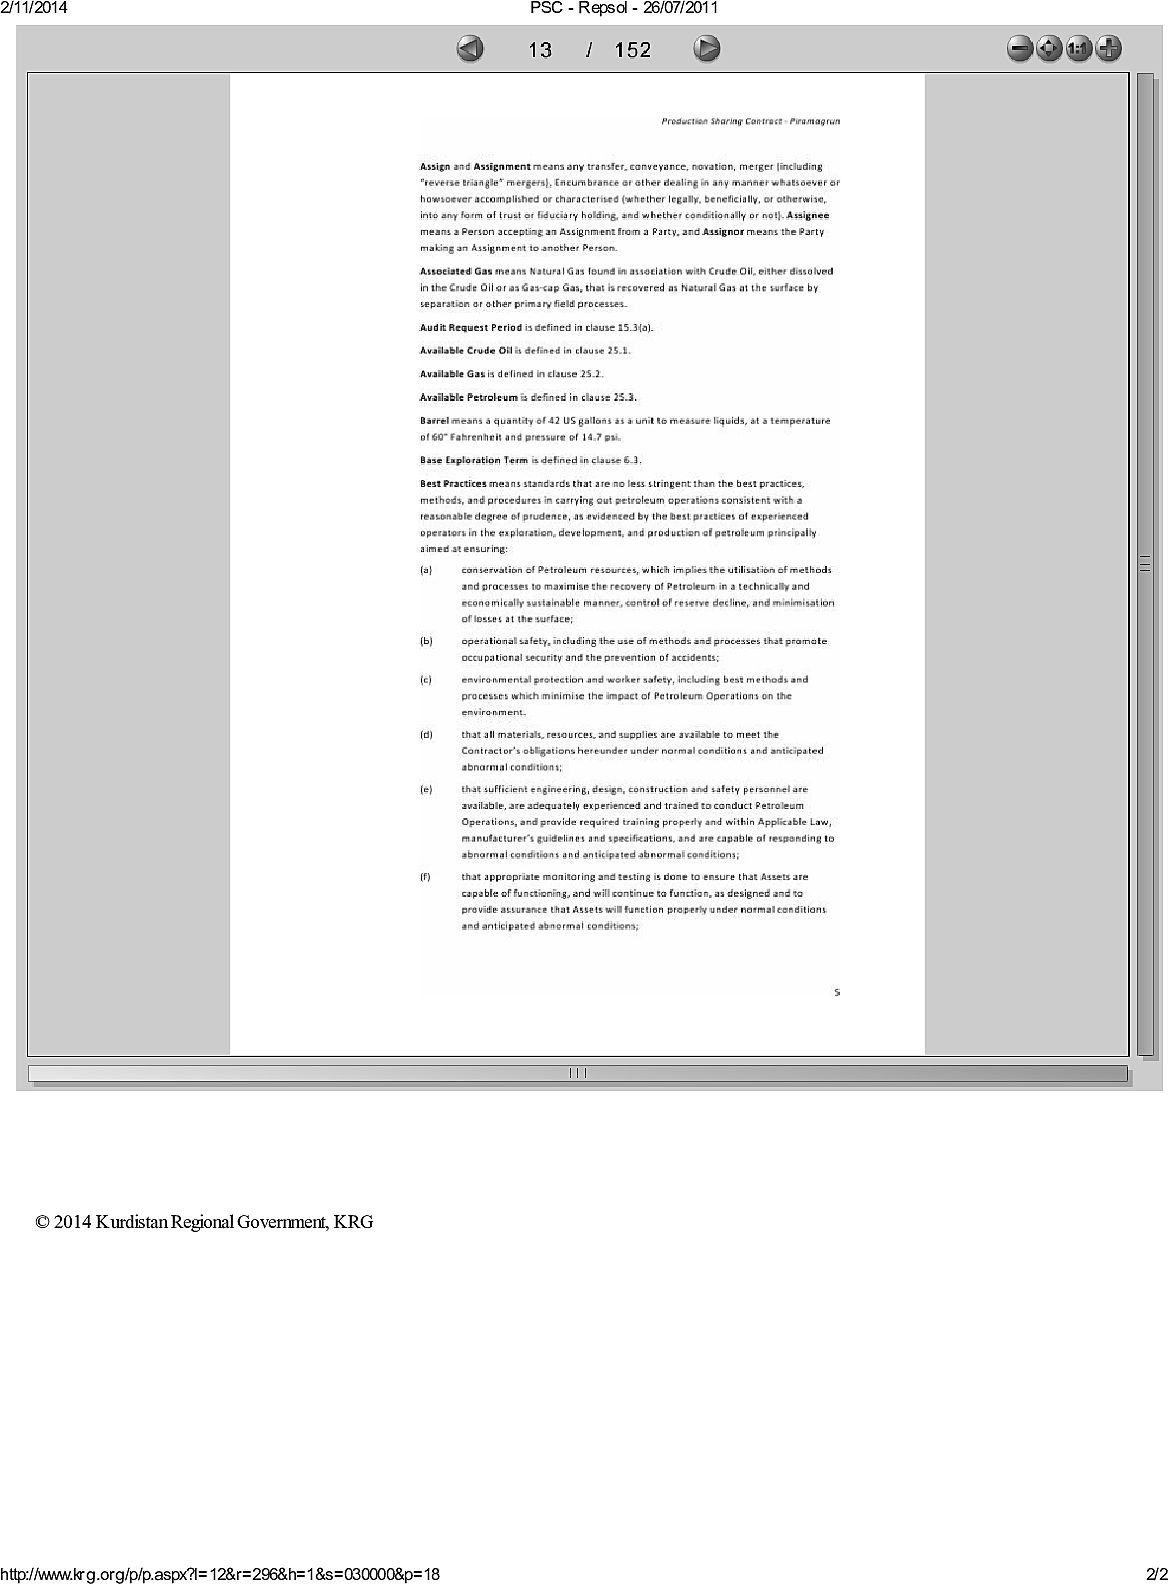 2/11/2014 PSC - Repsol - 26/07/2011
13 / 152
1:1
Production Sharing Contract - Piramagrun
Assign and Assignment means any transfer, conveyance, novation, merger (including
"reverse triangle" mergers), Encumbrance or other dealing in any manner whatsoever or
howsoever accomplished or characterised (whether legally, beneficially, or otherwise,
into any form of trust or fiduciary holding, and whether conditionally or not). Assignee
means a Person accepting an Assignment from a Party, and Assignor means the Party
making an Assignment to another Person.
Associated Gas means Natural Gas found in association with Crude Oil, either dissolved
in the Crude Oil or as Gas-cap Gas, that is recovered as Natural Gas at the surface by
separation or other primary field processes.
Audit Request Period is defined in clause 15.3(a).
Available Crude Oil is defined in clause 25.1.
Available Gas is defined in clause 25.2.
Available Petroleum is defined in clause 25.3.
Barrel means a quantity of 42 US gallons as a unit to measure liquids, at a temperature
of 60° Fahrenheit and pressure of 14.7 psi.
Base Exploration Term is defined in clause 6.3.
Best Practices means standards that are no less stringent than the best practices,
methods, and procedures in carrying out petroleum operations consistent with a
reasonable degree of prudence, as evidenced by the best practices of experienced
operators in the exploration, development, and production of petroleum principally
aimed at ensuring:
(a) conservation of Petroleum resources, which implies the utilisation of methods
and processes to maximise the recovery of Petroleum in a technically and
economically sustainable manner, control of reserve decline, and minimisation
of losses at the surface;
(b) operational safety, including the use of methods and processes that promote
occupational security and the prevention of accidents;
(c) environmental protection and worker safety, including best methods and
processes which minimise the impact of Petroleum Operations on the
environment.
(d) that all materials, resources, and supplies are available to meet the
Contractor's obligations hereunder under normal conditions and anticipated
abnormal conditions;
(e) that sufficient engineering, design, construction and safety personnel are
available, are adequately experienced and trained to conduct Petroleum
Operations, and provide required training properly and within Applicable Law,
manufacturer's guidelines and specifications, and are capable of responding to
abnormal conditions and anticipated abnormal conditions;
(f) that appropriate monitoring and testing is done to ensure that Assets are
capable of functioning, and will continue to function, as designed and to
provide assurance that Assets will function properly under normal conditions
and anticipated abnormal conditions;
5
© 2014 Kurdistan Regional Government, KRG
http://www.krg.org/p/p.aspx?l=12&r=296&h=1&s=030000&p=18 2/2